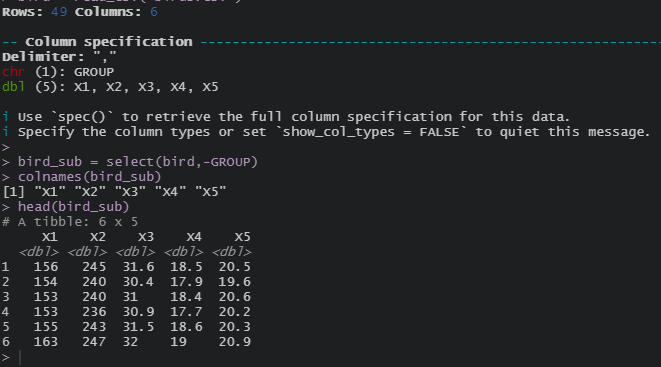 Rows: 49 Columns: 6
-- Column specification --------------------------------------------------------
Delimiter: ","
chr (1): GROUP
dbl (5): X1, X2, X3, X4, X5
i Use `spec()` to retrieve the full column specification for this data.
i Specify the column types or set `show_col_types = FALSE` to quiet this message.
>
> bird_sub = select(bird,-GROUP)
> colnames(bird_sub)
[1] "X1" "X2" "X3" "X4" "X5"
> head(bird_sub)
# A tibble: 6 x 5
X1 X2 X3 X4 X5
<dbl> <dbl> <dbl> <dbl> <dbl>
1 156 245 31.6 18.5 20.5
2 154 240 30.4 17.9 19.6
3 153 240 31 18.4 20.6
4 153 236 30.9 17.7 20.2
5 155 243 31.5 18.6 20.3
6 163 247 32 19 20.9
>